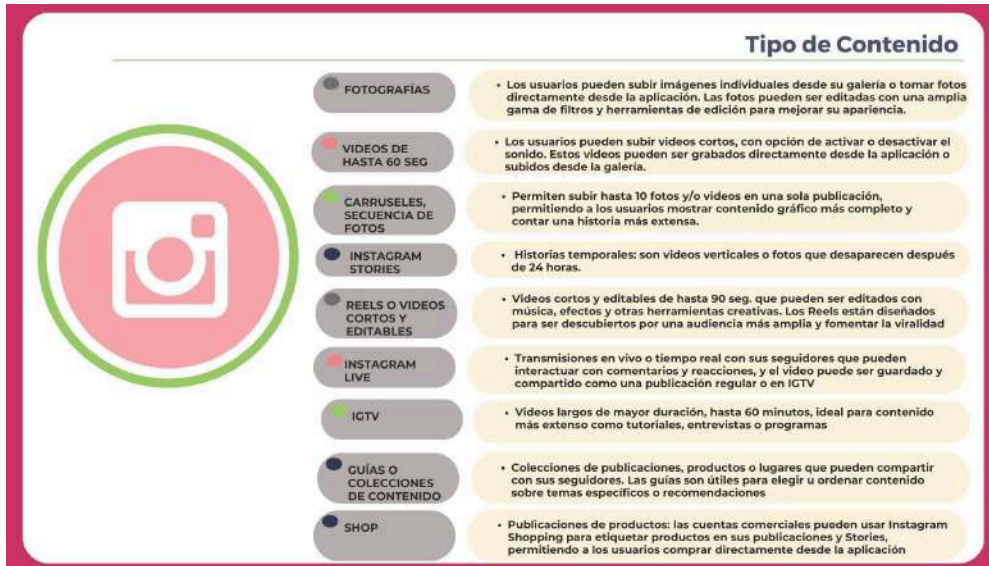 Tipo de Contenido
FOTOGRAFÍAS
• Los usuarios pueden subir imágenes individuales desde su galería o tomar fotos
directamente desde la aplicación. Las fotos pueden ser editadas con una amplia
gama de filtros y herramientas de edición para mejorar su apariencia.
VIDEOS DE
HASTA 60 SEG
• Los usuarios pueden subir videos cortos, con opción de activar o desactivar el
sonido. Estos videos pueden ser grabados directamente desde la aplicación o
subidos desde la galería.
CARRUSELES,
SECUENCIA DE
FOTOS
• Permiten subir hasta 10 fotos y/o videos en una sola publicación,
permitiendo a los usuarios mostrar contenido gráfico más completo y
contar una historia más extensa.
INSTAGRAM
STORIES
• Historias temporales: son videos verticales o fotos que desaparecen después
de 24 horas.
REELS O VIDEOS
CORTOS Y
EDITABLES
• Videos cortos y editables de hasta 90 seg. que pueden ser editados con
música, efectos y otras herramientas creativas. Los Reels están diseñados
para ser descubiertos por una audiencia más amplia y fomentar la viralidad
INSTAGRAM
LIVE
• Transmisiones en vivo o tiempo real con sus seguidores que pueden
interactuar con comentarios y reacciones, y el video puede ser guardado y
compartido como una publicación regular o en IGTV
IGTV
• Videos largos de mayor duración, hasta 60 minutos, ideal para contenido
más extenso como tutoriales, entrevistas o programas
GUÍAS O
COLECCIONES
DE CONTENIDO
• Colecciones de publicaciones, productos o lugares que pueden compartir
con sus seguidores. Las guías son útiles para elegir u ordenar contenido
sobre temas específicos o recomendaciones
SHOP
• Publicaciones de productos: las cuentas comerciales pueden usar Instagram
Shopping para etiquetar productos en sus publicaciones y Stories,
permitiendo a los usuarios comprar directamente desde la aplicación